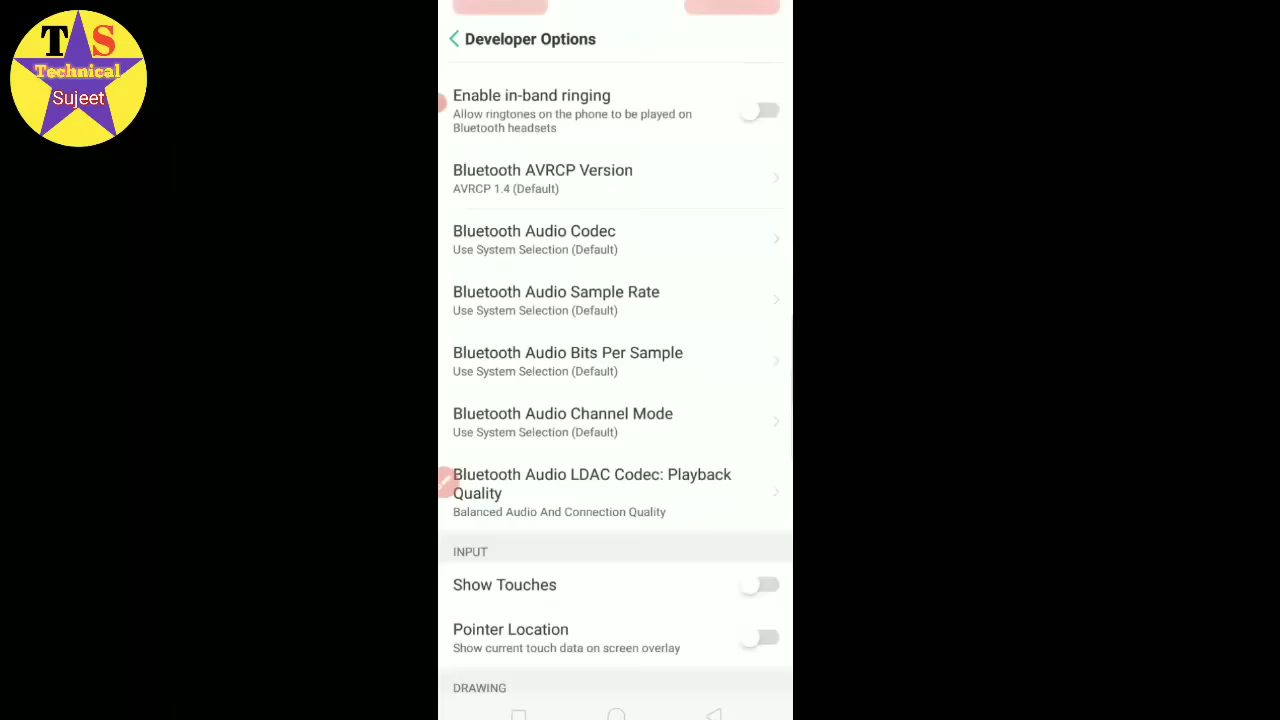 TS
Technical
Sujeet
Developer Options
Enable in-band ringing
Allow ringtones on the phone to be played on
Bluetooth headsets
Bluetooth AVRCP Version
AVRCP 1.4 (Default)
Bluetooth Audio Codec
Use System Selection (Default)
Bluetooth Audio Sample Rate
Use System Selection (Default)
Bluetooth Audio Bits Per Sample
Use System Selection (Default)
Bluetooth Audio Channel Mode
Use System Selection (Default)
Bluetooth Audio LDAC Codec: Playback
Quality
Balanced Audio And Connection Quality
INPUT
Show Touches
Pointer Location
Show current touch data on screen overlay
DRAWING